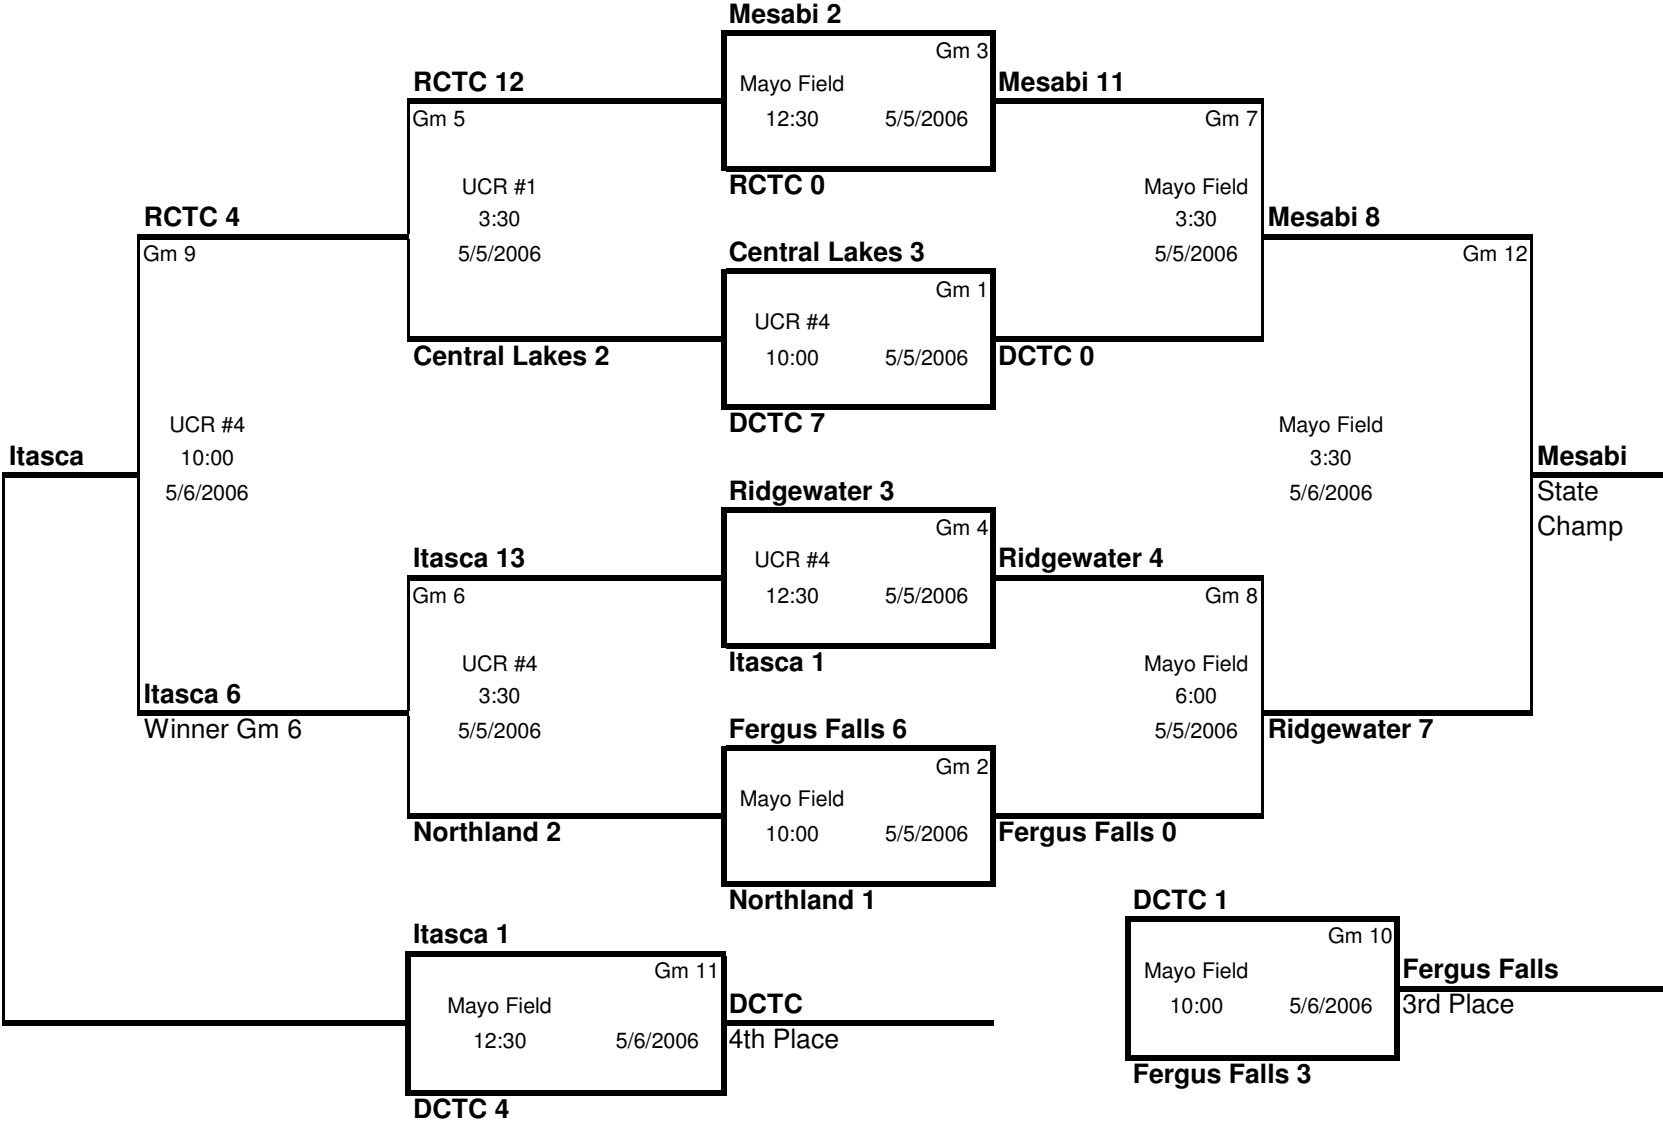 Mesabi 2
Gm 3
RCTC 12
Mayo Field
Mesabi 11
Gm 5
12:30 5/5/2006
Gm 7
UCR #1
RCTC 0
Mayo Field
RCTC 4
3:30
3:30
Mesabi 8
Gm 9
5/5/2006
Central Lakes 3
5/5/2006
Gm 12
Gm 1
UCR #4
Central Lakes 2
10:00 5/5/2006
DCTC 0
UCR #4
DCTC 7
Mayo Field
Itasca
10:00
3:30
Mesabi
5/6/2006
Ridgewater 3
5/6/2006
State
Gm 4
Champ
Itasca 13
UCR #4
Ridgewater 4
Gm 6
12:30 5/5/2006
Gm 8
UCR #4
Itasca 1
Mayo Field
Itasca 6
3:30
6:00
Winner Gm 6
5/5/2006
Fergus Falls 6
5/5/2006
Ridgewater 7
Gm 2
Mayo Field
Northland 2
10:00 5/5/2006
Fergus Falls 0
Northland 1
DCTC 1
Itasca 1
Gm 10
Gm 11
Mayo Field
Fergus Falls
Mayo Field
DCTC
10:00 5/6/2006
3rd Place
12:30 5/6/2006
4th Place
Fergus Falls 3
DCTC 4